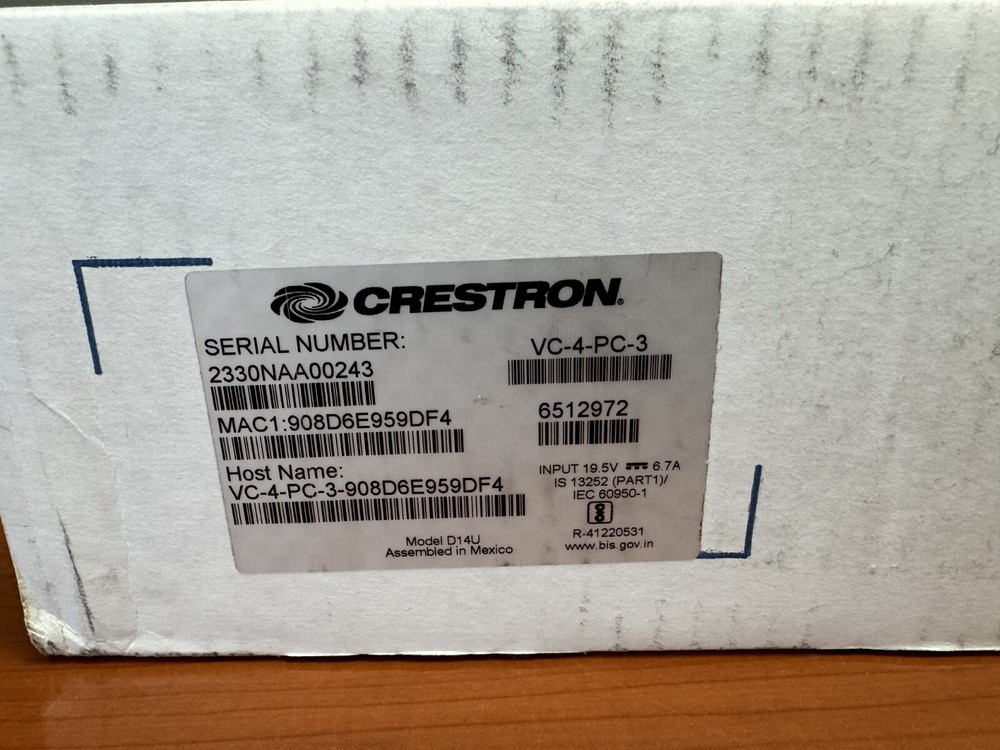 CRESTRON®
SERIAL NUMBER:
2330NAA00243
MAC1:908D6E959DF4
Host Name:
VC-4-PC-3-908D6E959DF4
VC-4-PC-3
6512972
INPUT 19.5V ⎓ 6.7A
IS 13252 (PART1)/
IEC 60950-1
R-41220531
www.bis.gov.in
Model D14U
Assembled in Mexico